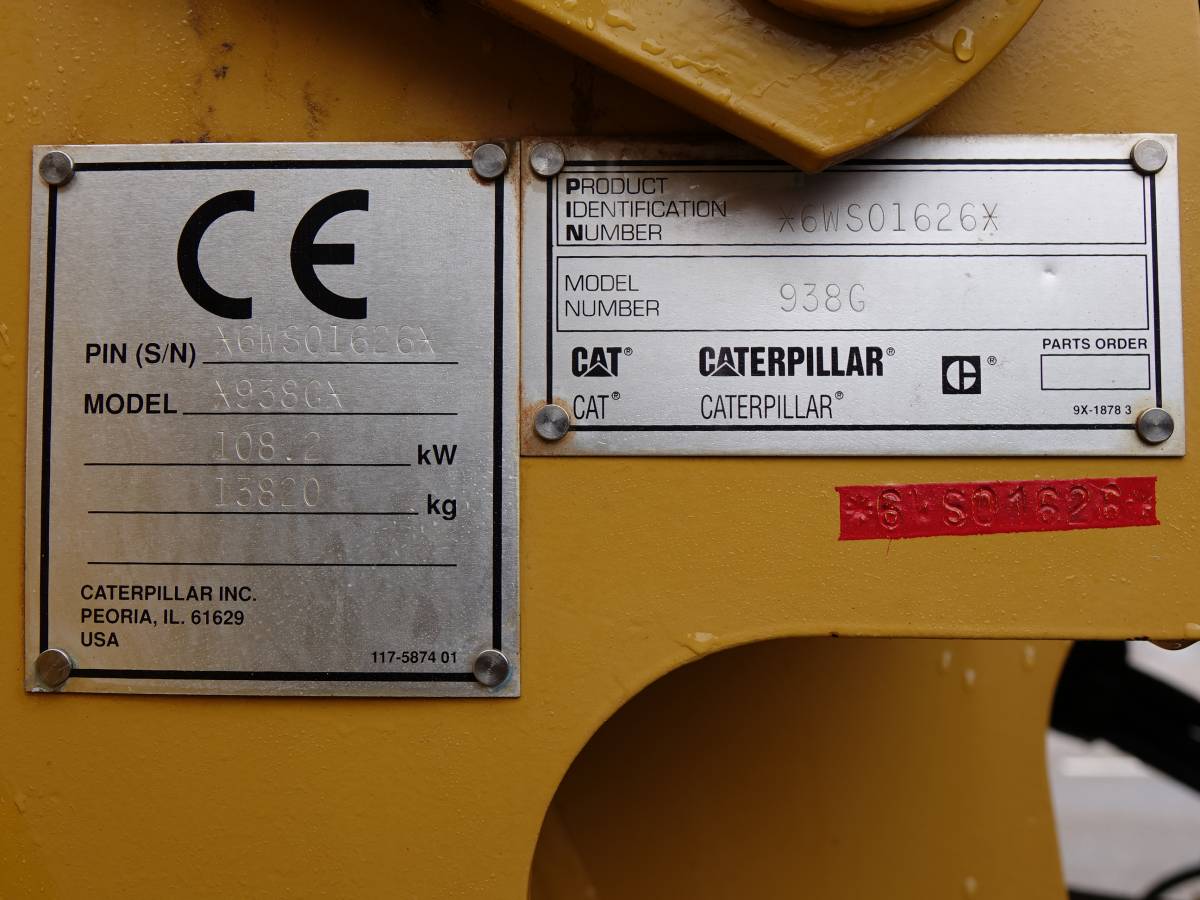 CE
PIN (S/N) *6WS01626*
MODEL *938G*
108.2 kW
13820 kg
CATERPILLAR INC.
PEORIA, IL. 61629
USA
117-5874 01
PRODUCT
IDENTIFICATION
NUMBER *6WS01626*
MODEL
NUMBER 938G
CAT® CATERPILLAR® C®
CAT® CATERPILLAR®
PARTS ORDER
9X-1878 3
*6WS01626*